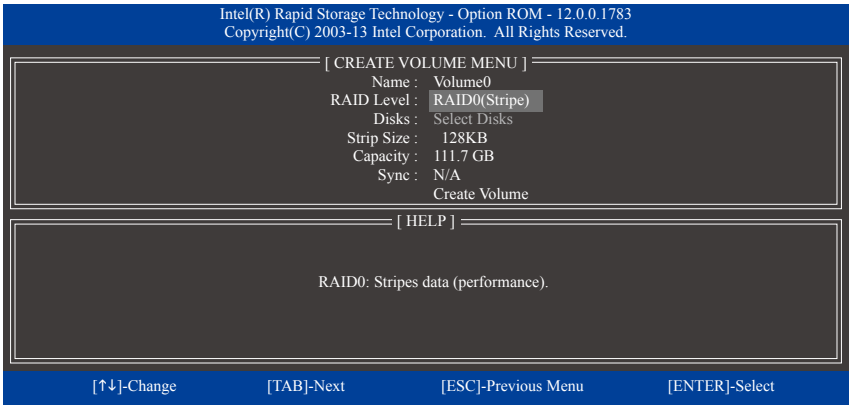 Intel(R) Rapid Storage Technology - Option ROM - 12.0.0.1783
Copyright(C) 2003-13 Intel Corporation.  All Rights Reserved.
[ CREATE VOLUME MENU ]
Name :  Volume0
RAID Level :  RAID0(Stripe)
Disks :  Select Disks
Strip Size :  128KB
Capacity :  111.7 GB
Sync :  N/A
Create Volume
[ HELP ]
RAID0: Stripes data (performance).
[↑↓]-Change [TAB]-Next [ESC]-Previous Menu [ENTER]-Select